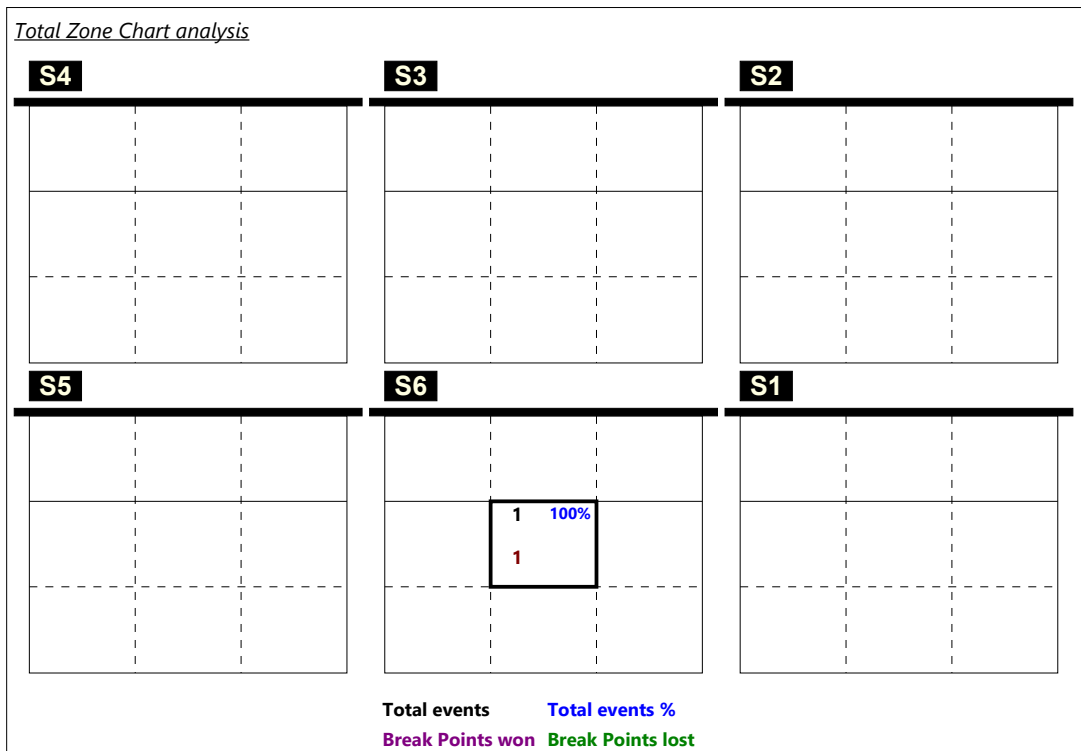 Total Zone Chart analysis
S4 S3 S2
S5 S6 S1
1 100%
1
Total events Total events %
Break Points won Break Points lost